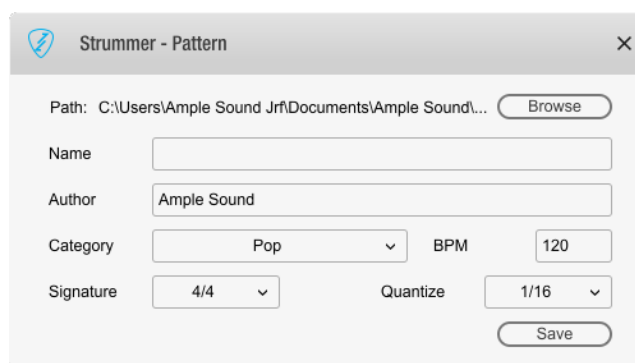 Strummer - Pattern
Path: C:\Users\Ample Sound Jrf\Documents\Ample Sound\... Browse
Name
Author Ample Sound
Category Pop BPM 120
Signature 4/4 Quantize 1/16
Save